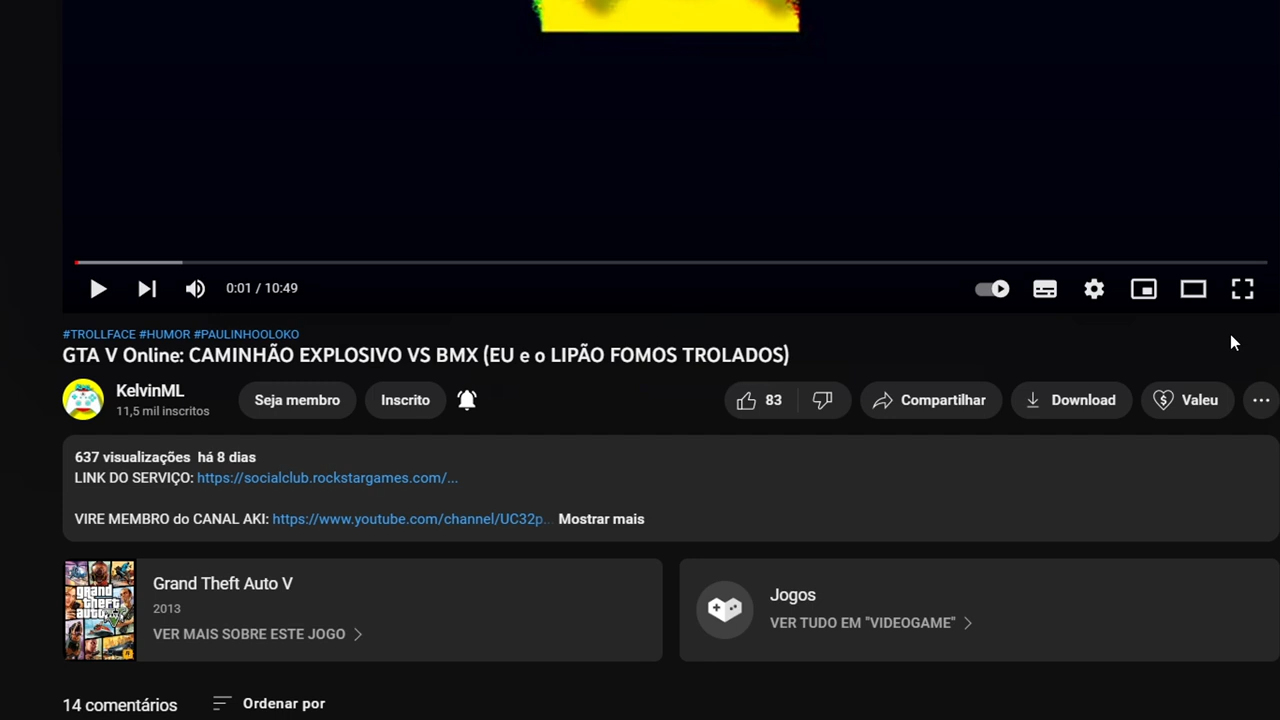 0:01 / 10:49
#TROLLFACE #HUMOR #PAULINHOOLOKO
GTA V Online: CAMINHÃO EXPLOSIVO VS BMX (EU e o LIPÃO FOMOS TROLADOS)
KelvinML
11,5 mil inscritos
Seja membro
Inscrito
83
Compartilhar
Download
Valeu
637 visualizações há 8 dias
LINK DO SERVIÇO: https://socialclub.rockstargames.com/...
VIRE MEMBRO do CANAL AKI: https://www.youtube.com/channel/UC32p... Mostrar mais
grand
theft
auto
Grand Theft Auto V
2013
VER MAIS SOBRE ESTE JOGO
Jogos
VER TUDO EM "VIDEOGAME"
14 comentários
Ordenar por